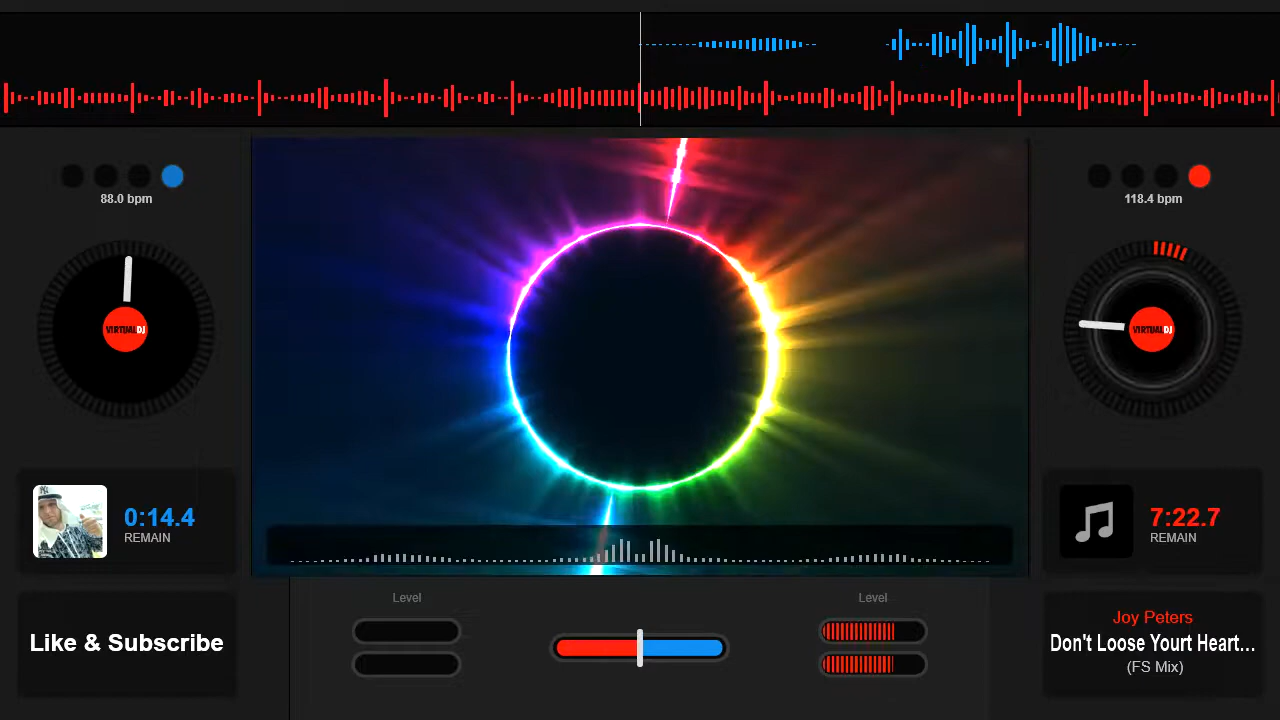 88.0 bpm
118.4 bpm
VIRTUALDJ
VIRTUALDJ
0:14.4
REMAIN
7:22.7
REMAIN
Level
Level
Like & Subscribe
Joy Peters
Don't Loose Yourt Heart...
(FS Mix)